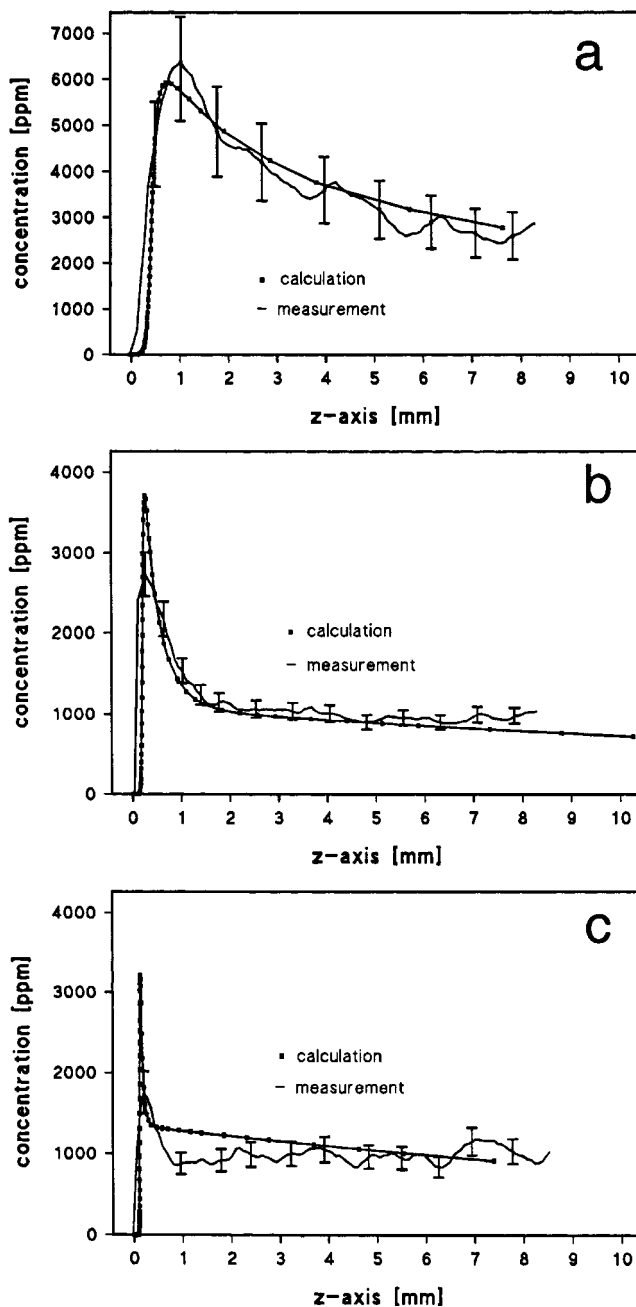 a
concentration [ppm]
7000
6000
5000
4000
3000
2000
1000
0
calculation
measurement
0 1 2 3 4 5 6 7 8 9 10
z-axis [mm]
b
concentration [ppm]
4000
3000
2000
1000
0
calculation
measurement
0 1 2 3 4 5 6 7 8 9 10
z-axis [mm]
c
concentration [ppm]
4000
3000
2000
1000
0
calculation
measurement
0 1 2 3 4 5 6 7 8 9 10
z-axis [mm]